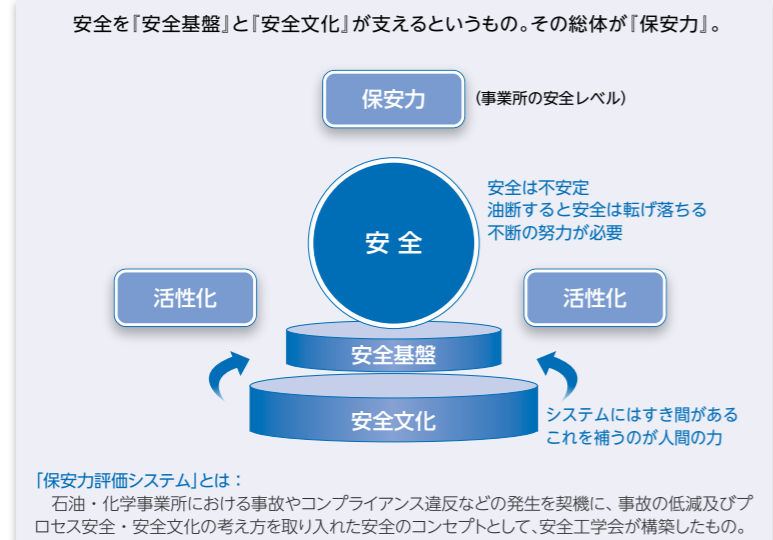 安全を『安全基盤』と『安全文化』が支えるというもの。その総体が『保安力』。
保安力
(事業所の安全レベル)
安全
安全は不安定
油断すると安全は転げ落ちる
不断の努力が必要
活性化
活性化
安全基盤
安全文化
システムにはすき間がある
これを補うのが人間の力
「保安力評価システム」とは：
石油・化学事業所における事故やコンプライアンス違反などの発生を契機に、事故の低減及びプ
ロセス安全・安全文化の考え方を取り入れた安全のコンセプトとして、安全工学会が構築したもの。